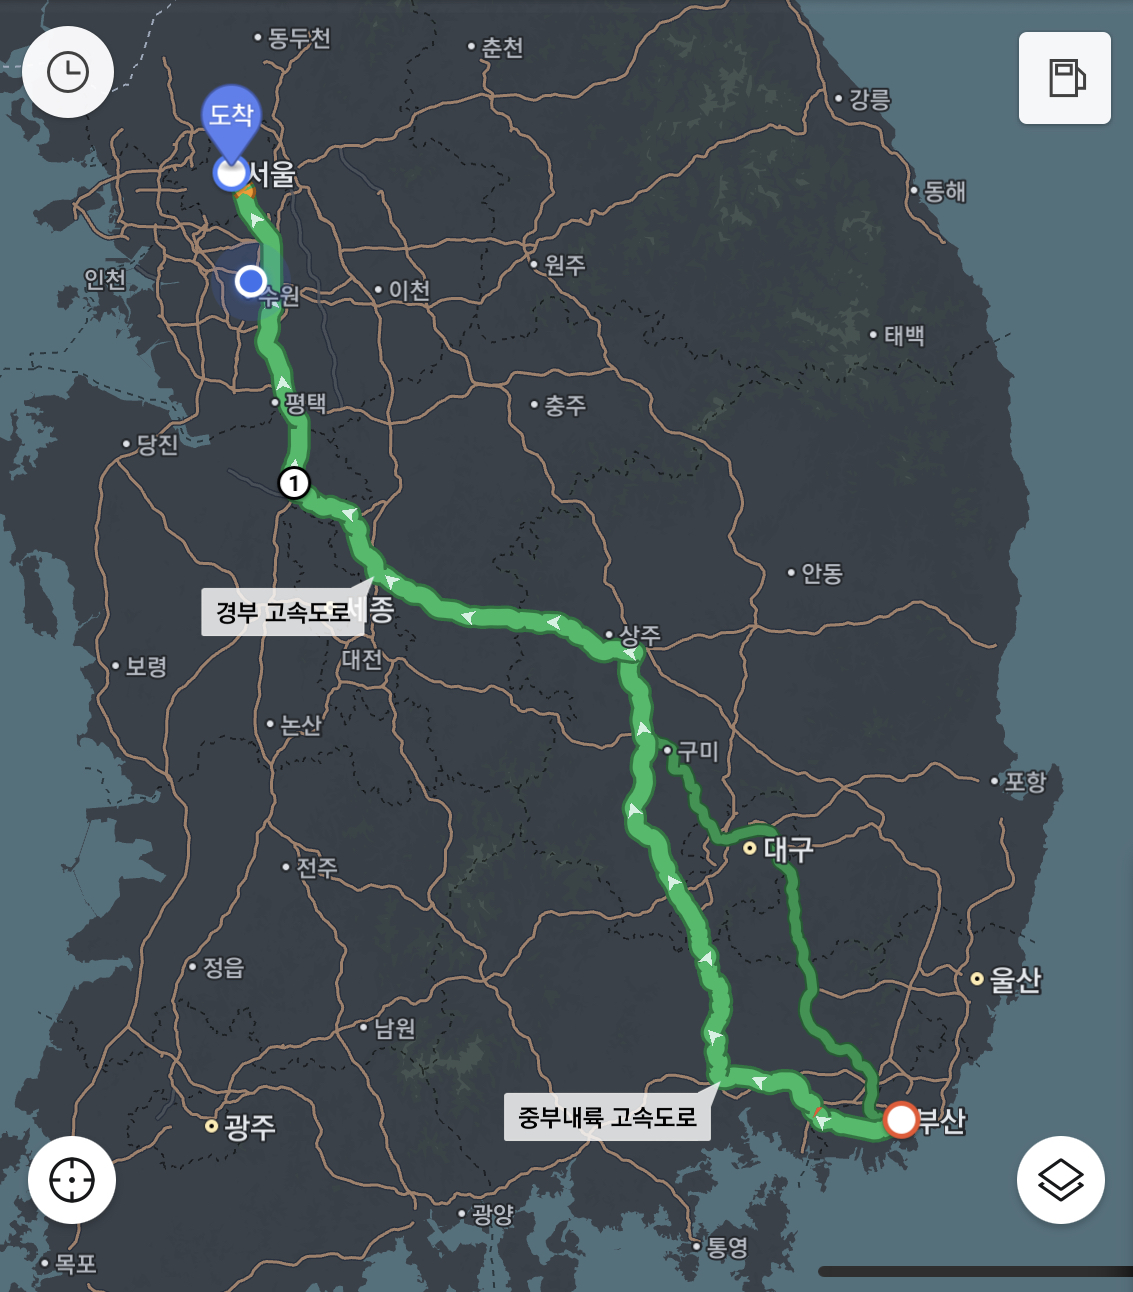 동두천
춘천
강릉
도착
서울
동해
인천
수원
이천
원주
태백
평택
충주
당진
1
안동
경부 고속도로
세종
상주
대전
보령
논산
구미
포항
대구
전주
정읍
울산
남원
중부내륙 고속도로
부산
광주
광양
통영
목포